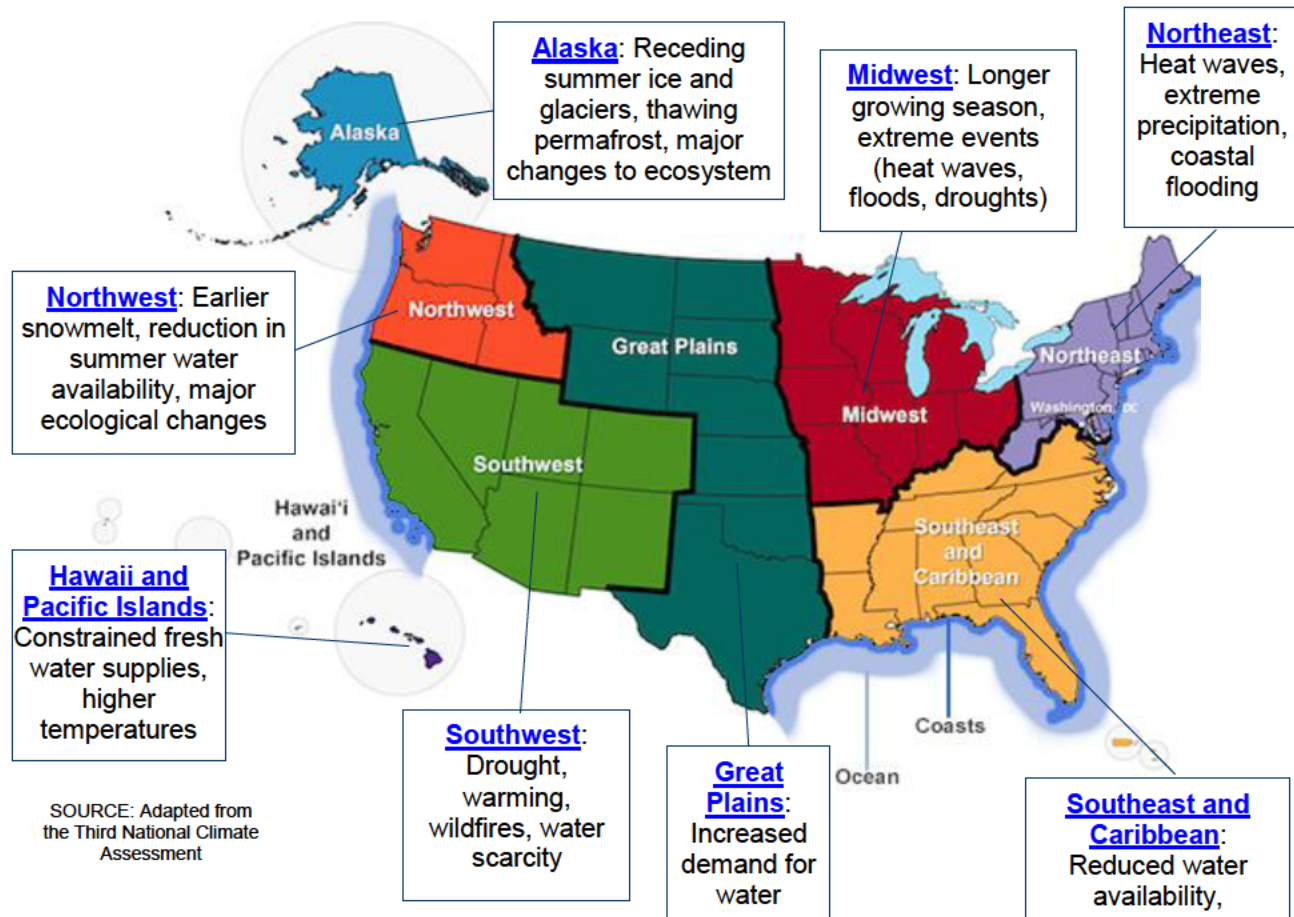 Alaska: Receding
summer ice and
glaciers, thawing
permafrost, major
changes to ecosystem
Midwest: Longer
growing season,
extreme events
(heat waves,
floods, droughts)
Northeast:
Heat waves,
extreme
precipitation,
coastal
flooding
Alaska
Northwest: Earlier
snowmelt, reduction in
summer water
availability, major
ecological changes
Northwest
Great Plains
Midwest
Northeast
Washington, DC
Southwest
Southeast
and
Caribbean
Hawai‘i
and
Pacific Islands
Hawaii and
Pacific Islands:
Constrained fresh
water supplies,
higher
temperatures
Coasts
Ocean
Southwest:
Drought,
warming,
wildfires, water
scarcity
Great
Plains:
Increased
demand for
water
Southeast and
Caribbean:
Reduced water
availability,
SOURCE: Adapted from
the Third National Climate
Assessment